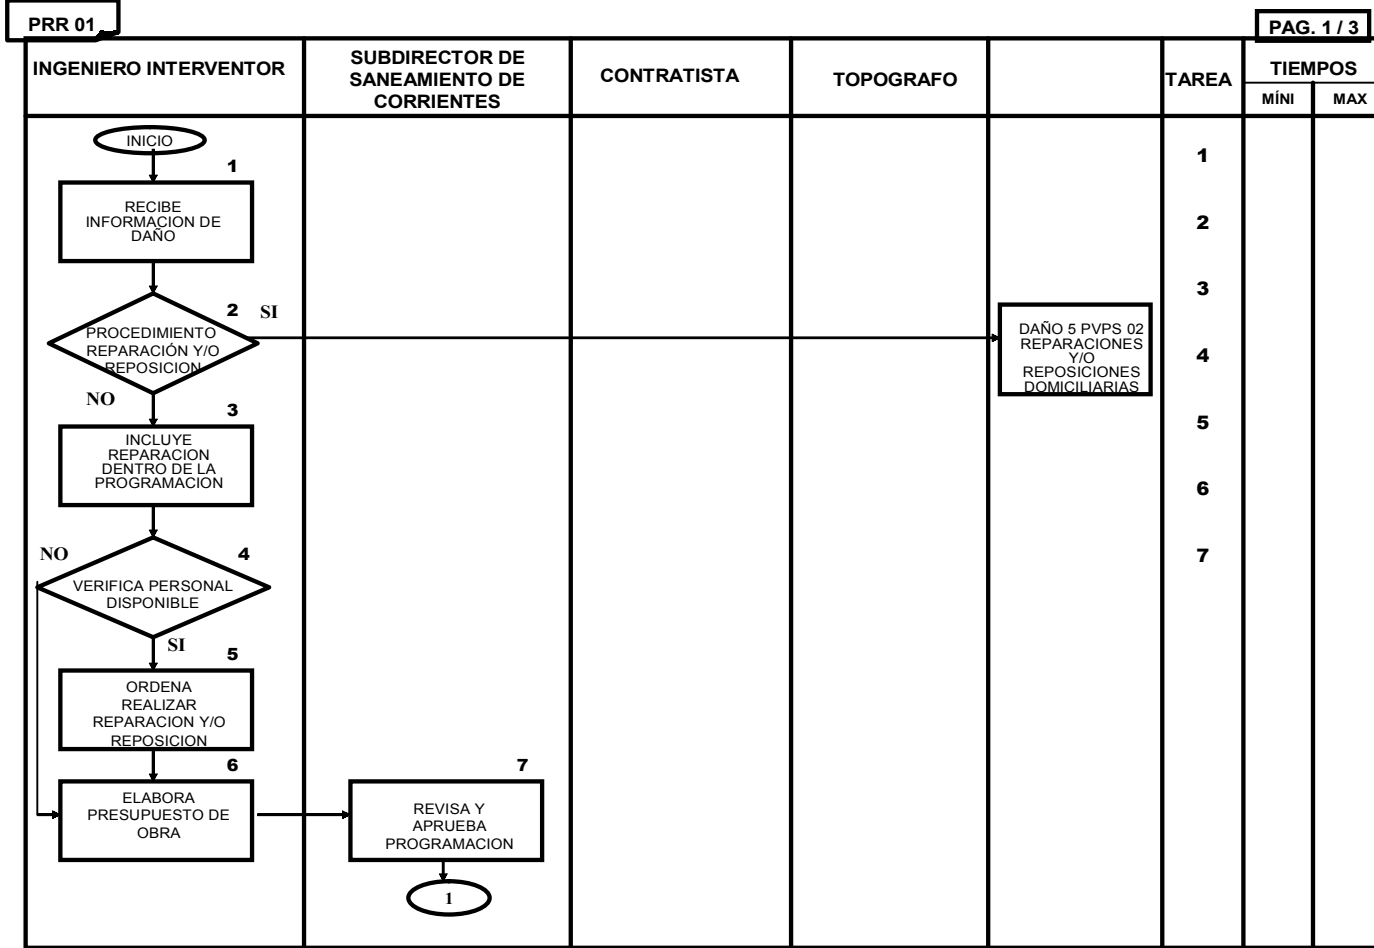 PRR 01
PAG. 1 / 3
INGENIERO INTERVENTOR
SUBDIRECTOR DE
SANEAMIENTO DE
CORRIENTES
CONTRATISTA
TOPOGRAFO
TAREA
TIEMPOS
MÍNI
MAX
INICIO
1
RECIBE
INFORMACION DE
DAÑO
2
SI
PROCEDIMIENTO
REPARACIÓN Y/O
REPOSICION
NO
DAÑO 5 PVPS 02
REPARACIONES
Y/O
REPOSICIONES
DOMICILIARIAS
3
INCLUYE
REPARACION
DENTRO DE LA
PROGRAMACION
NO
4
VERIFICA PERSONAL
DISPONIBLE
SI
5
ORDENA
REALIZAR
REPARACION Y/O
REPOSICION
6
ELABORA
PRESUPUESTO DE
OBRA
7
REVISA Y
APRUEBA
PROGRAMACION
1
1
2
3
4
5
6
7